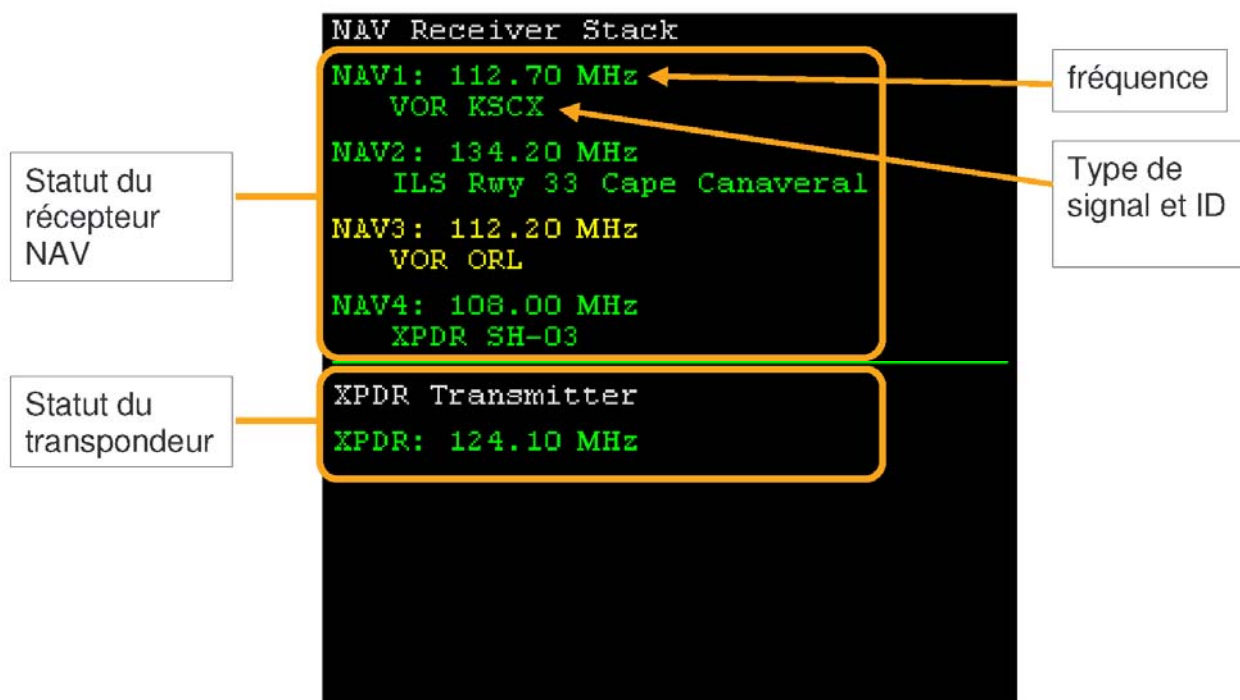 NAV Receiver Stack
NAV1: 112.70 MHz
VOR KSCX
NAV2: 134.20 MHz
ILS Rwy 33 Cape Canaveral
NAV3: 112.20 MHz
VOR ORL
NAV4: 108.00 MHz
XPDR SH-03
XPDR Transmitter
XPDR: 124.10 MHz
fréquence
Type de
signal et ID
Statut du
récepteur
NAV
Statut du
transpondeur